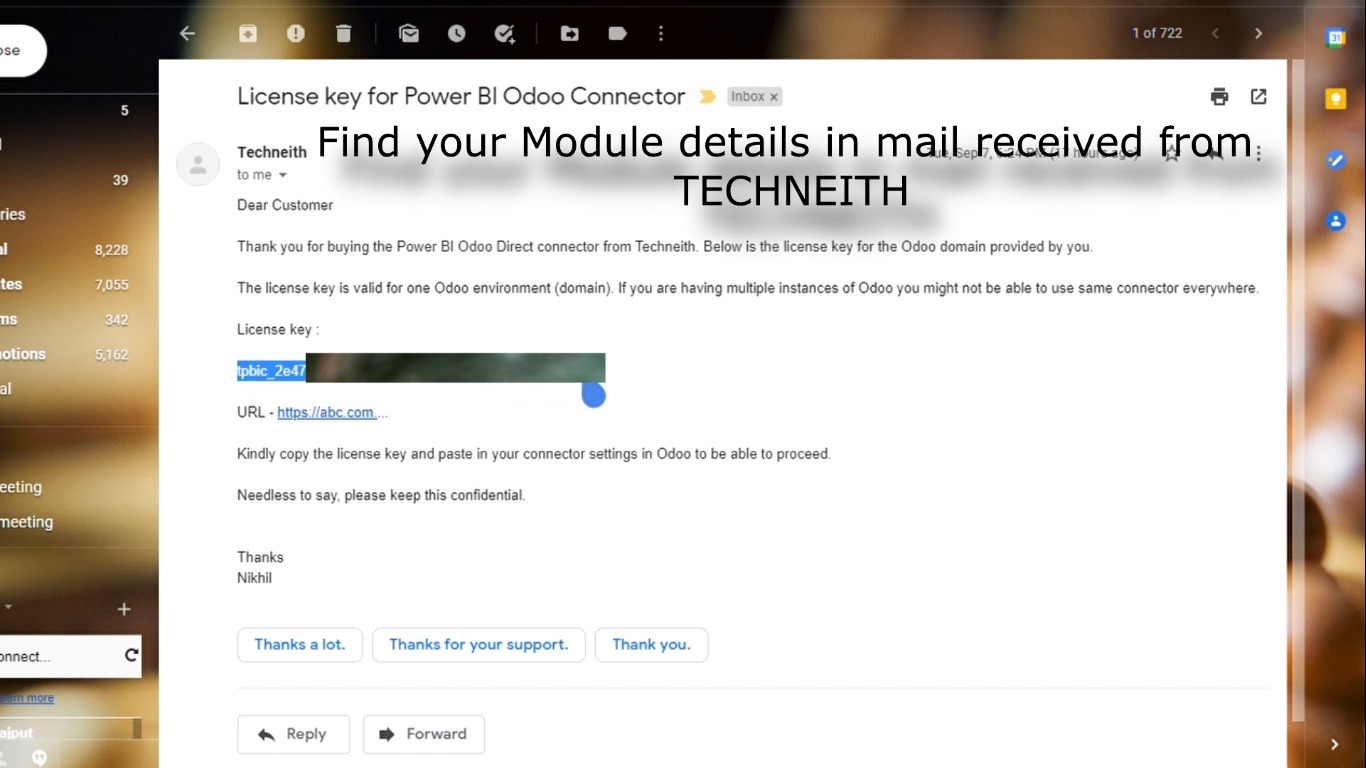 ose
1 of 722
31
5
License key for Power BI Odoo Connector
Inbox x
Find your Module details in mail received from
TECHNEITH
Techneith
to me
39
Dear Customer
ries
8,228
Thank you for buying the Power BI Odoo Direct connector from Techneith. Below is the license key for the Odoo domain provided by you.
tes
7,055
The license key is valid for one Odoo environment (domain). If you are having multiple instances of Odoo you might not be able to use same connector everywhere.
ms
342
License key :
notions
5,162
tpbic_2e47
al
URL - https://abc.com...
Kindly copy the license key and paste in your connector settings in Odoo to be able to proceed.
eeting
Needless to say, please keep this confidential.
meeting
Thanks
Nikhil
Thanks a lot.
Thanks for your support.
Thank you.
onnect...
earn more
Reply
Forward
ajput